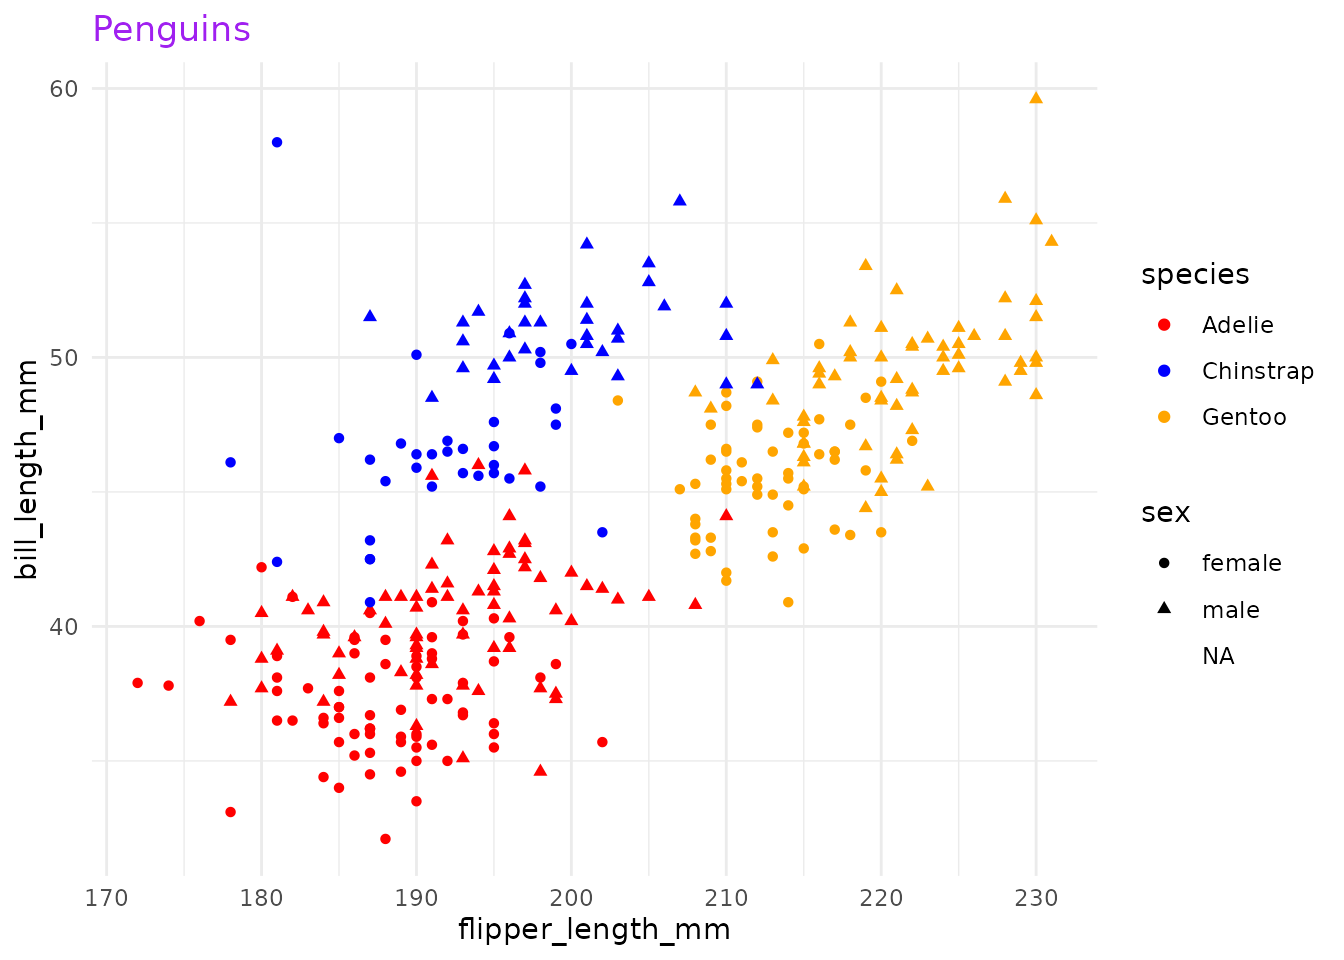 Penguins
60
50
40
bill_length_mm
170 180 190 200 210 220 230
flipper_length_mm
species
Adelie
Chinstrap
Gentoo
sex
female
male
NA